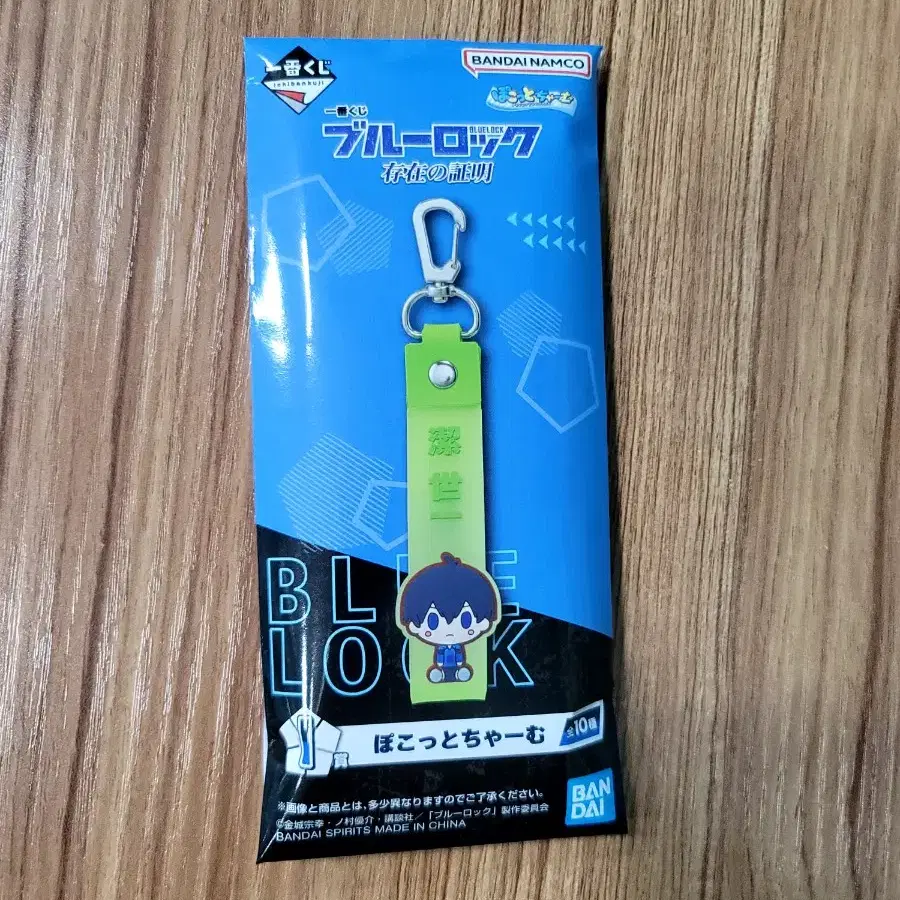 一番くじ
ichibankuji
BANDAI NAMCO
ぽこっとちゃーむ
一番くじ
BLUELOCK
ブルーロック
存在の証明
潔世一
BLUE
LOCK
I賞
ぽこっとちゃーむ
全10種
※画像と商品とは、多少異なりますのでご了承ください。
©金城宗幸・ノ村優介・講談社/「ブルーロック」製作委員会
BANDAI SPIRITS MADE IN CHINA
BAN
DAI